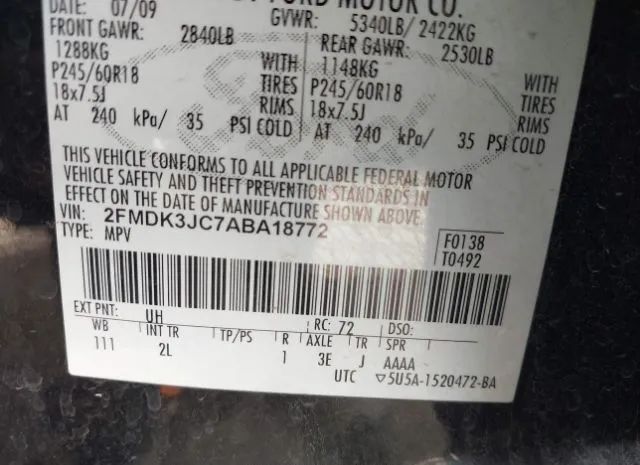 FORD MOTOR CO.
DATE: 07/09 GVWR: 5340LB/ 2422KG
FRONT GAWR: 2840LB REAR GAWR: 2530LB
1288KG WITH 1148KG WITH
P245/60R18 TIRES P245/60R18 TIRES
18x7.5J RIMS 18x7.5J RIMS
AT 240 kPa/ 35 PSI COLD AT 240 kPa/ 35 PSI COLD
THIS VEHICLE CONFORMS TO ALL APPLICABLE FEDERAL MOTOR
VEHICLE SAFETY AND THEFT PREVENTION STANDARDS IN
EFFECT ON THE DATE OF MANUFACTURE SHOWN ABOVE.
VIN: 2FMDK3JC7ABA18772
TYPE: MPV
F0138
T0492
EXT PNT: UH RC: 72 DSO:
WB INT TR TP/PS R AXLE TR SPR
111 2L 1 3E J AAAA
UTC ▽5U5A-1520472-BA